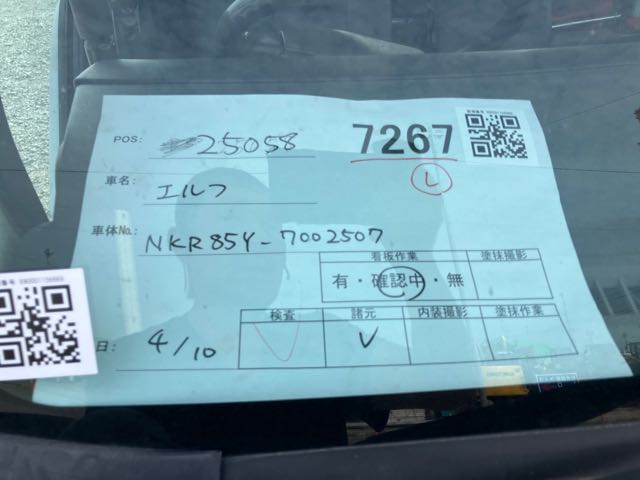 POS: 25058 7267
L
車名: エルフ
車体No. NKR85Y-7002507
看板作業 塗抹撮影
有・確認中・無
検査 諸元 内装撮影 塗抹作業
日: 4/10